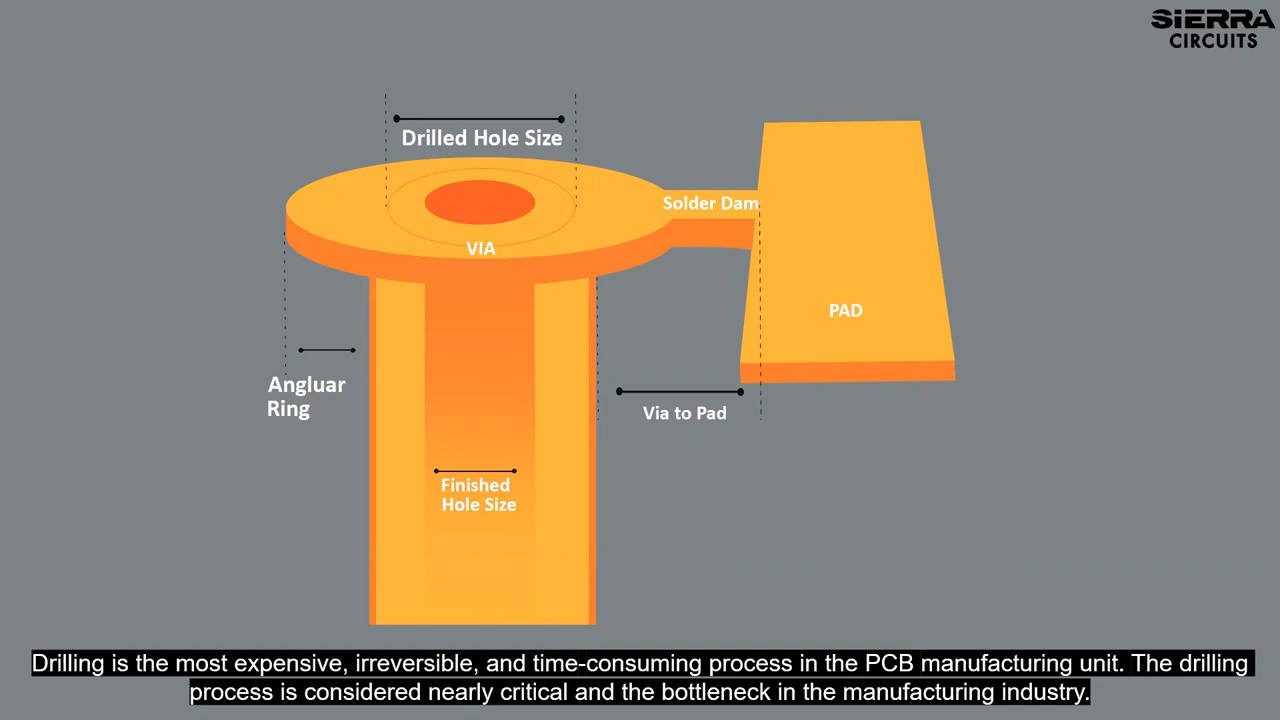 SiERRA
CIRCUITS
Drilled Hole Size
Solder Dam
VIA
PAD
Angluar
Ring
Via to Pad
Finished
Hole Size
Drilling is the most expensive, irreversible, and time-consuming process in the PCB manufacturing unit. The drilling
process is considered nearly critical and the bottleneck in the manufacturing industry.